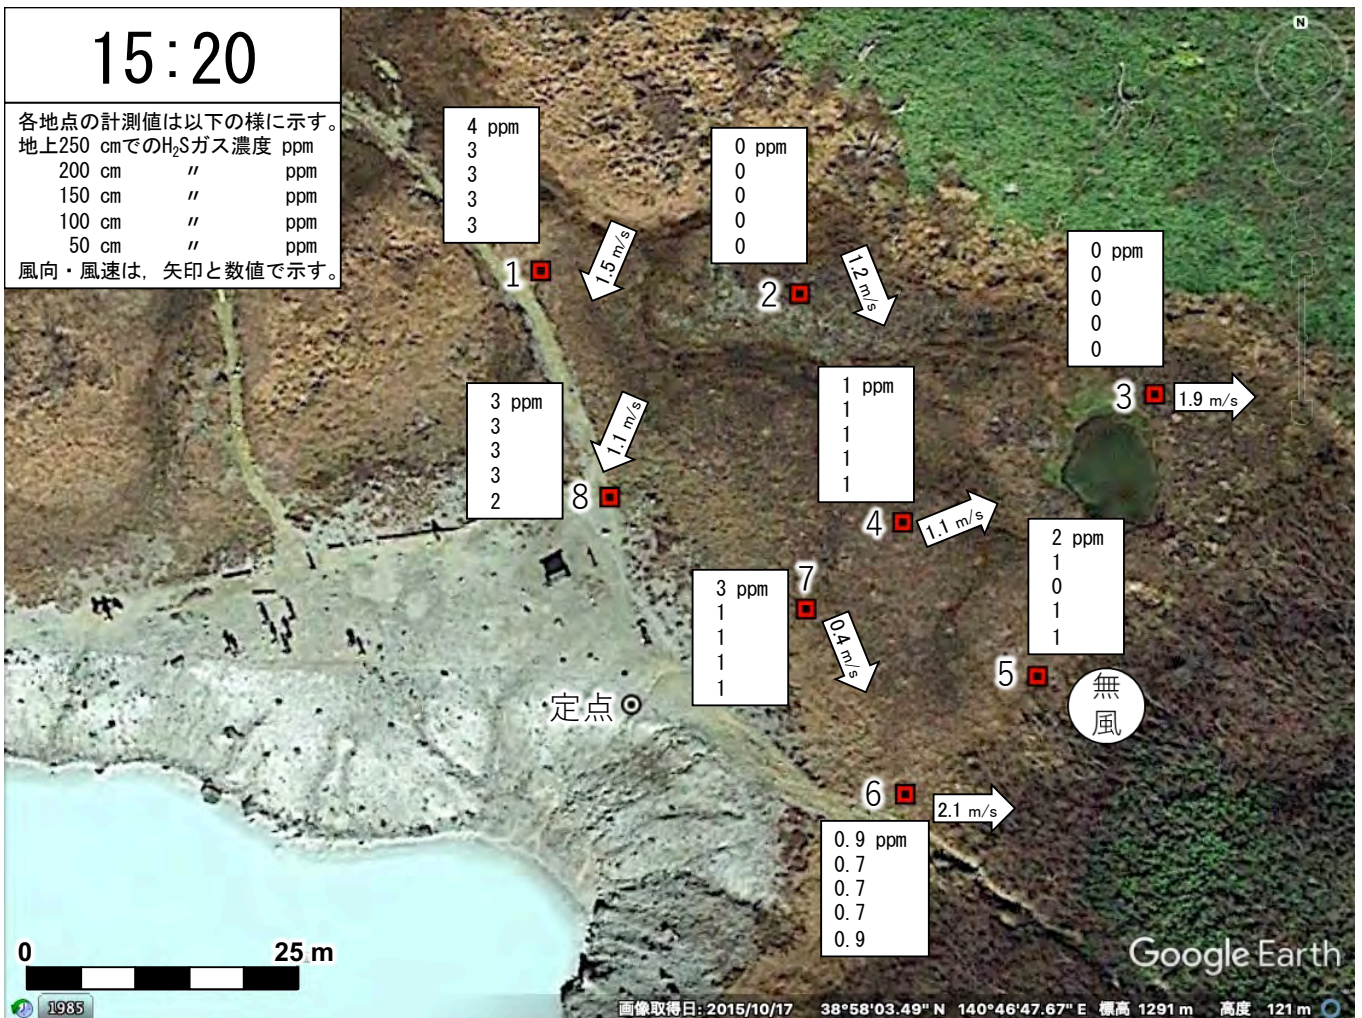 15:20
各地点の計測値は以下の様に示す。
地上250 cmでのH₂Sガス濃度 ppm
200 cm 〃 ppm
150 cm 〃 ppm
100 cm 〃 ppm
50 cm 〃 ppm
風向・風速は，矢印と数値で示す。
N
4 ppm
3
3
3
3
1
1.5 m/s
0 ppm
0
0
0
0
2
1.2 m/s
0 ppm
0
0
0
0
3
1.9 m/s
3 ppm
3
3
3
2
8
1.1 m/s
1 ppm
1
1
1
1
4
1.1 m/s
2 ppm
1
0
1
1
5
無
風
7
3 ppm
1
1
1
1
0.4 m/s
定点
6
2.1 m/s
0.9 ppm
0.7
0.7
0.7
0.9
0 25 m
Google Earth
1985
画像取得日: 2015/10/17 38°58'03.49" N 140°46'47.67" E 標高 1291 m 高度 121 m